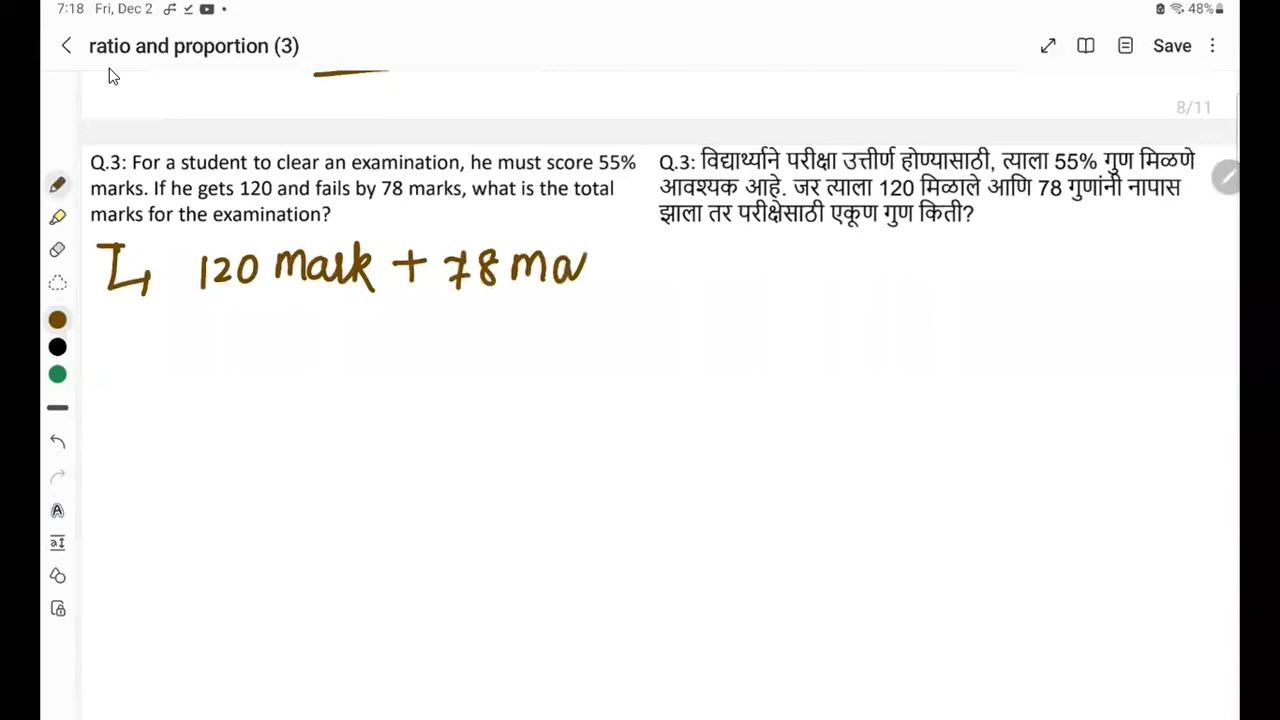 7:18 Fri, Dec 2 48%
ratio and proportion (3) Save
8/11
Q.3: For a student to clear an examination, he must score 55%
marks. If he gets 120 and fails by 78 marks, what is the total
marks for the examination?
Q.3: विद्यार्थ्याने परीक्षा उत्तीर्ण होण्यासाठी, त्याला 55% गुण मिळणे
आवश्यक आहे. जर त्याला 120 मिळाले आणि 78 गुणांनी नापास
झाला तर परीक्षेसाठी एकूण गुण किती?
120 mark + 78 ma